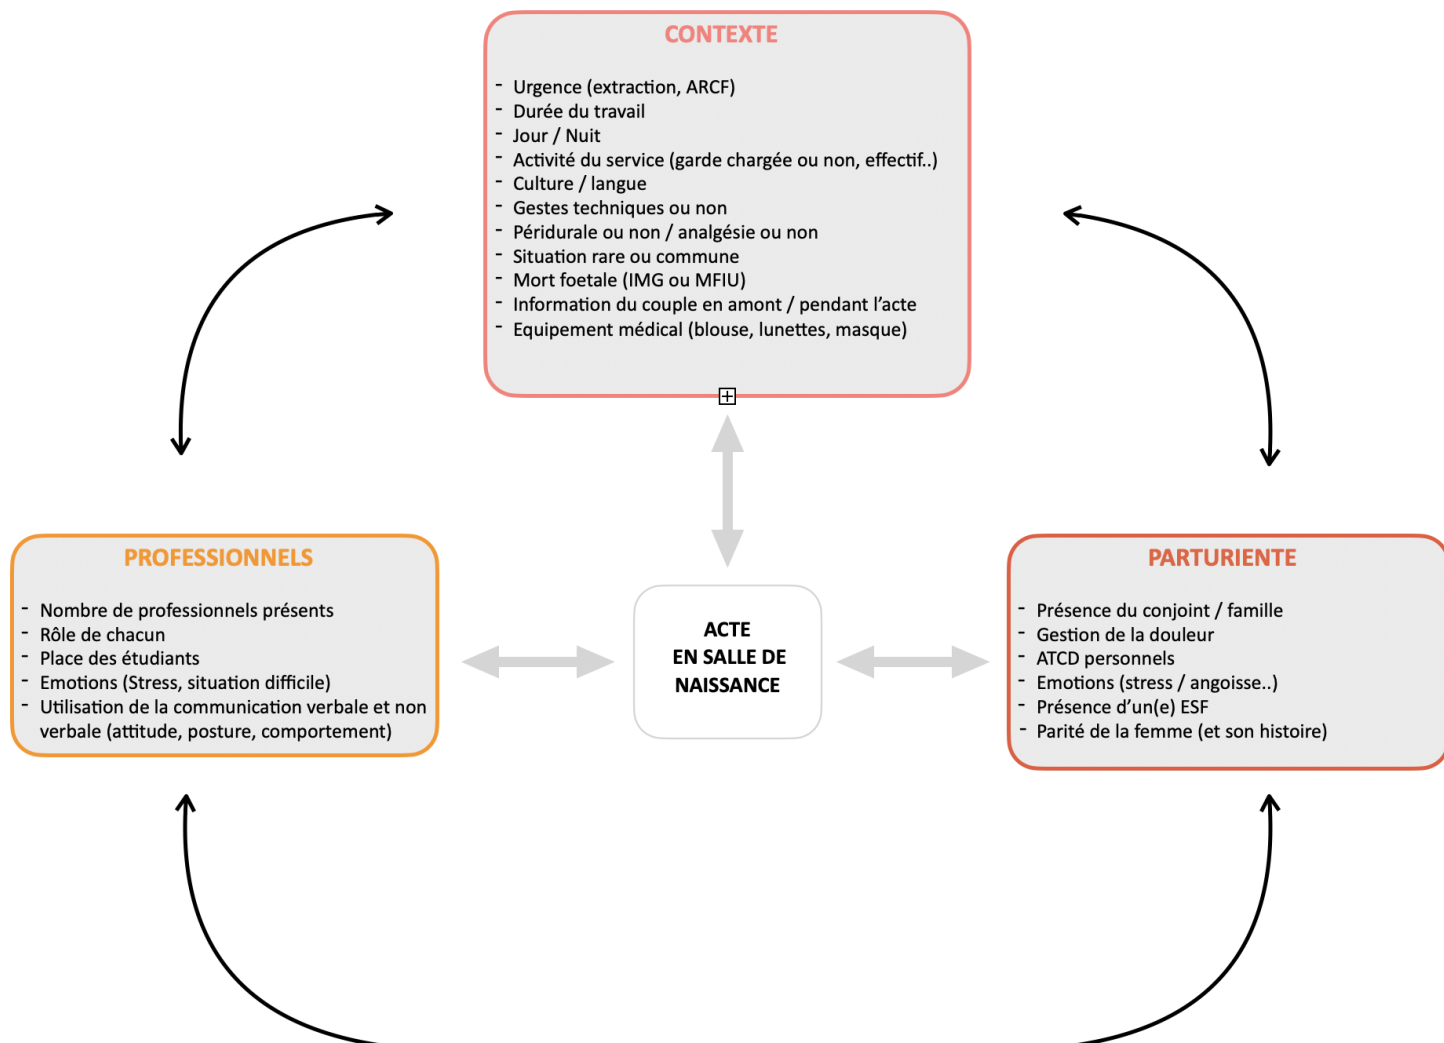 CONTEXTE
- Urgence (extraction, ARCF)
- Durée du travail
- Jour / Nuit
- Activité du service (garde chargée ou non, effectif..)
- Culture / langue
- Gestes techniques ou non
- Péridurale ou non / analgésie ou non
- Situation rare ou commune
- Mort foetale (IMG ou MFIU)
- Information du couple en amont / pendant l’acte
- Equipement médical (blouse, lunettes, masque)
PROFESSIONNELS
- Nombre de professionnels présents
- Rôle de chacun
- Place des étudiants
- Emotions (Stress, situation difficile)
- Utilisation de la communication verbale et non
verbale (attitude, posture, comportement)
ACTE
EN SALLE DE
NAISSANCE
PARTURIENTE
- Présence du conjoint / famille
- Gestion de la douleur
- ATCD personnels
- Emotions (stress / angoisse..)
- Présence d’un(e) ESF
- Parité de la femme (et son histoire)